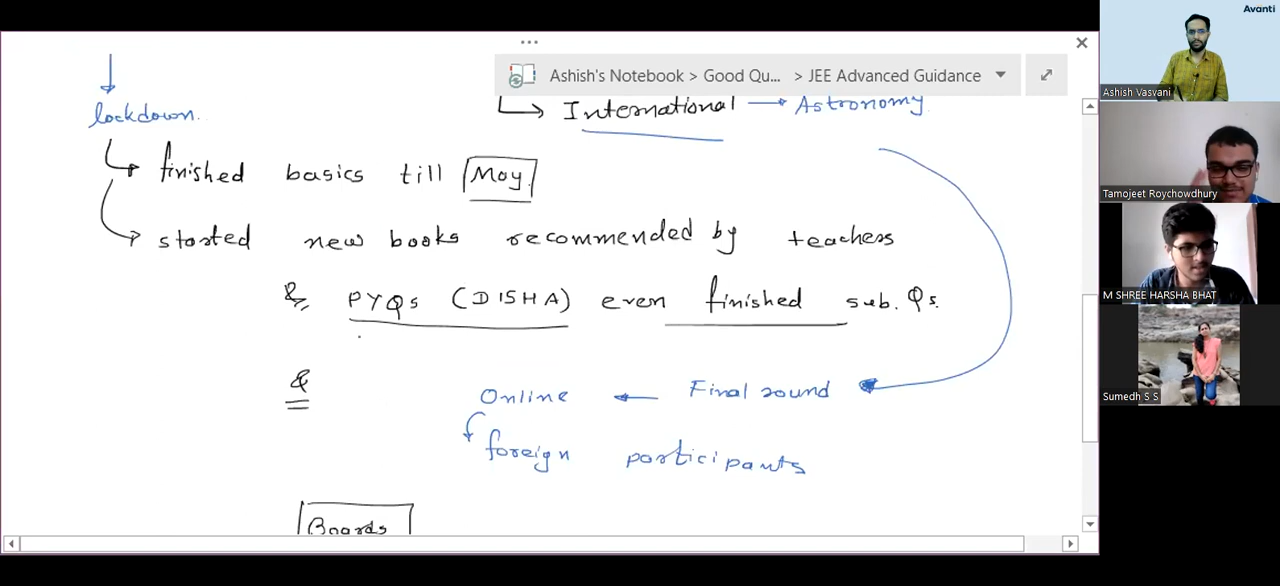 Avanti
Ashish's Notebook > Good Qu... > JEE Advanced Guidance
Ashish Vasvani
lockdown.
International → Astronomy
finished basics till May.
Tamojeet Roychowdhury
started new books recommended by teachers
& PYQs (DISHA) even finished sub. Qs.
M SHREE HARSHA BHAT
&
Online ← Final round
Sumedh S S
foreign participants
Boards